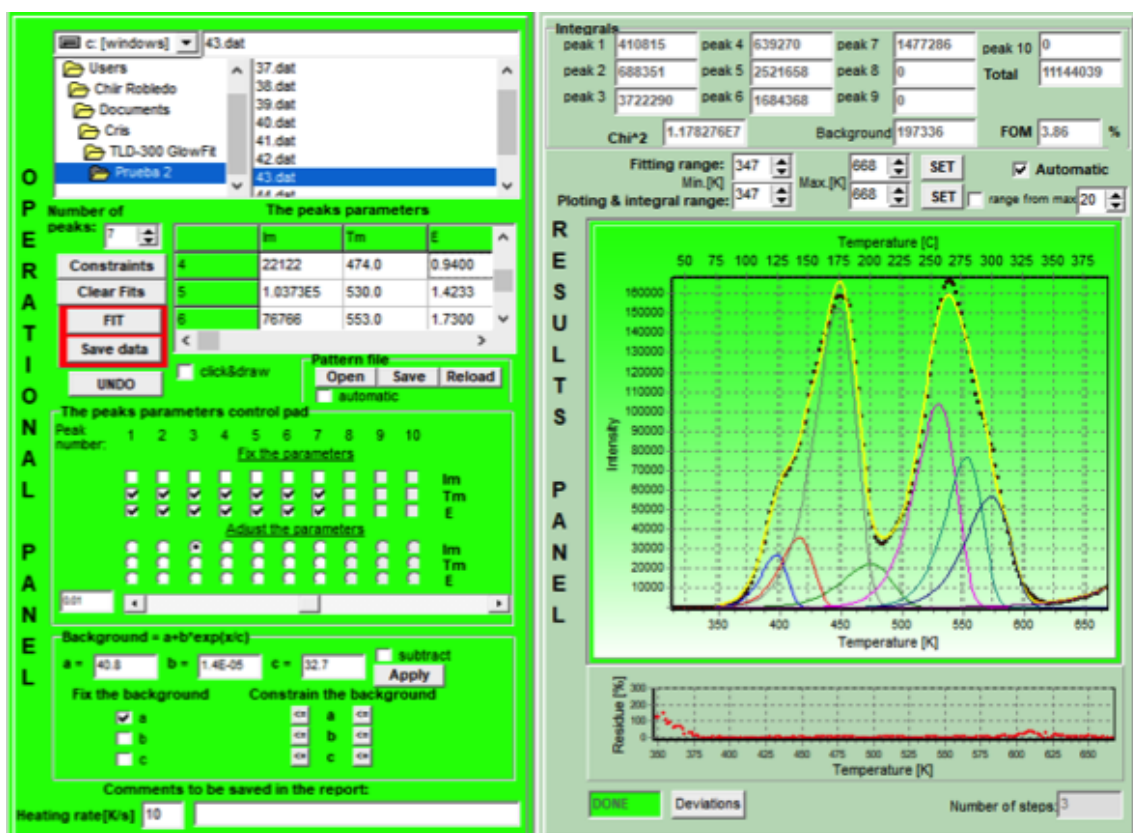 c: [windows] 43.dat
Users
Chiir Robledo
Documents
Cris
TLD-300 GlowFit
Prueba 2
37.dat
38.dat
39.dat
40.dat
41.dat
42.dat
43.dat
44.dat
OPERATIONAL PANEL
Number of peaks: 7
The peaks parameters
Im Tm E
4 22122 474.0 0.9400
5 1.0373E5 530.0 1.4233
6 76766 553.0 1.7300
Constraints
Clear Fits
FIT
Save data
UNDO
click&draw
Pattern file
Open Save Reload
automatic
The peaks parameters control pad
Peak number: 1 2 3 4 5 6 7 8 9 10
Fix the parameters
Im
Tm
E
Adjust the parameters
Im
Tm
E
0.01
Background = a+b*exp(x/c)
a = 40.8 b = 1.4E-05 c = 32.7
subtract
Apply
Fix the background Constrain the background
a <= a <=
b <= b <=
c <= c <=
Comments to be saved in the report:
Heating rate[K/s] 10
Integrals
peak 1 410815 peak 4 639270 peak 7 1477286 peak 10 0
peak 2 688351 peak 5 2521658 peak 8 0 Total 11144039
peak 3 3722290 peak 6 1684368 peak 9 0
Chi^2 1.178276E7 Background 197336 FOM 3.86 %
Fitting range: 347 668 SET Automatic
Min.[K] Max.[K]
Ploting & integral range: 347 668 SET range from max 20
RESULTS PANEL
Temperature [C]
50 75 100 125 150 175 200 225 250 275 300 325 350 375
Intensity
160000
150000
140000
130000
120000
110000
100000
90000
80000
70000
60000
50000
40000
30000
20000
10000
350 400 450 500 550 600 650
Temperature [K]
Residue [%]
300
200
100
0
350 375 400 425 450 475 500 525 550 575 600 625 650
Temperature [K]
DONE Deviations Number of steps: 3